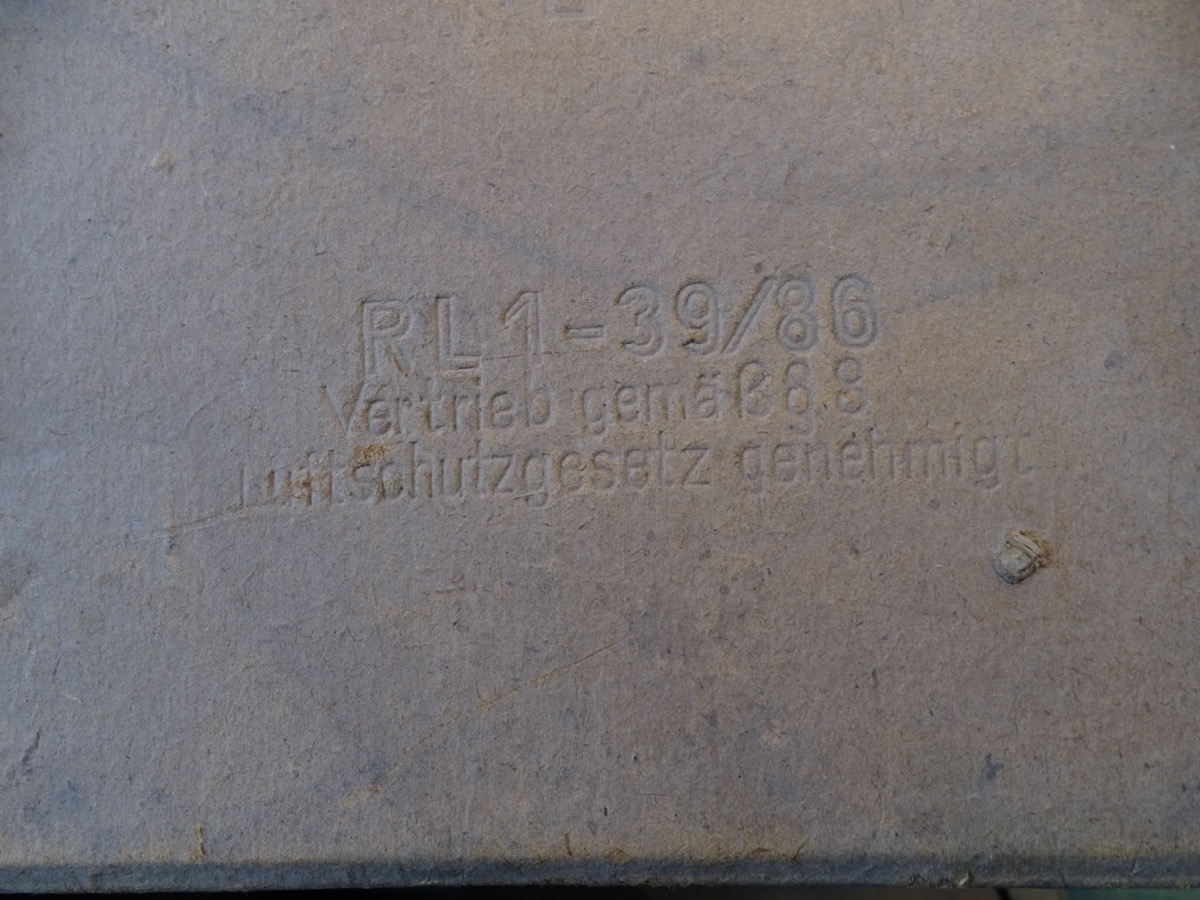 RL1-39/86
Vertrieb gemäß § 8
Luftschutzgesetz genehmigt